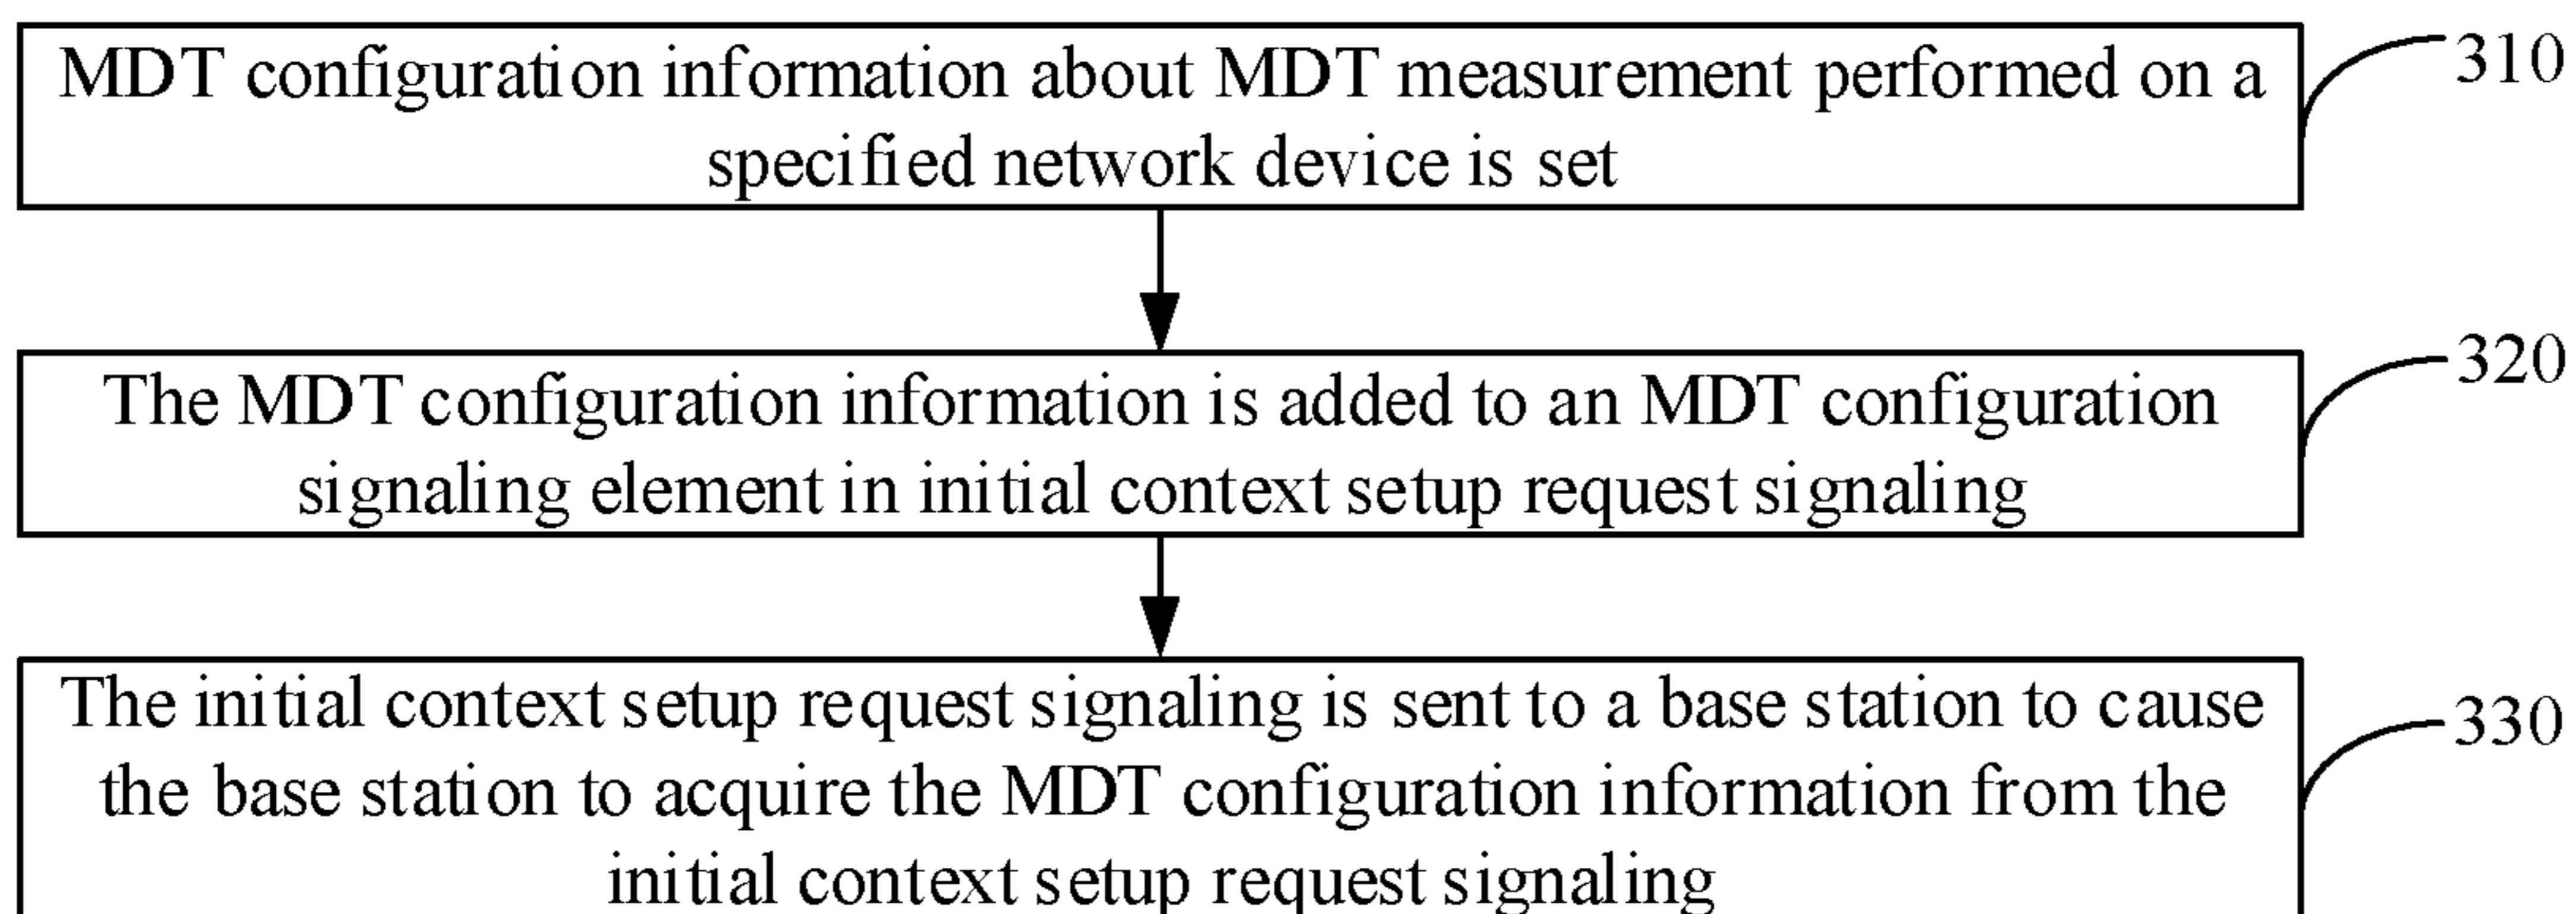 MDT configuration information about MDT measurement performed on a
specified network device is set
310
The MDT configuration information is added to an MDT configuration
signaling element in initial context setup request signaling
320
The initial context setup request signaling is sent to a base station to cause
the base station to acquire the MDT configuration information from the
initial context setup request signaling
330